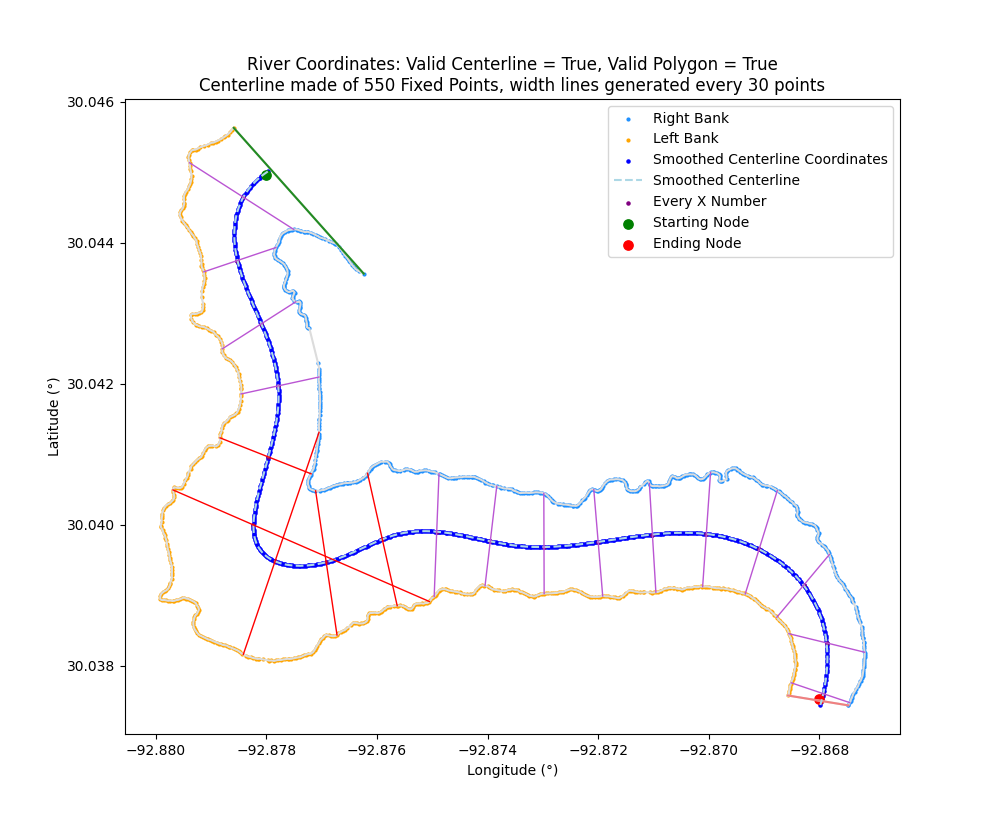 River Coordinates: Valid Centerline = True, Valid Polygon = True
Centerline made of 550 Fixed Points, width lines generated every 30 points
Right Bank
Left Bank
Smoothed Centerline Coordinates
Smoothed Centerline
Every X Number
Starting Node
Ending Node
30.046
30.044
30.042
30.040
30.038
Latitude (°)
−92.880
−92.878
−92.876
−92.874
−92.872
−92.870
−92.868
Longitude (°)